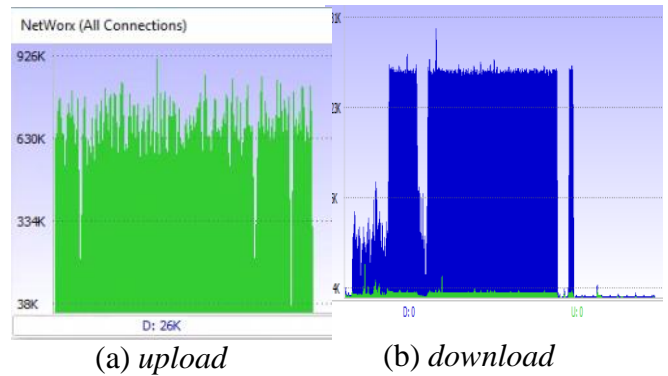 NetWorx (All Connections)
926K
630K
334K
38K
D: 26K
(a) upload
D: 0
U: 0
(b) download